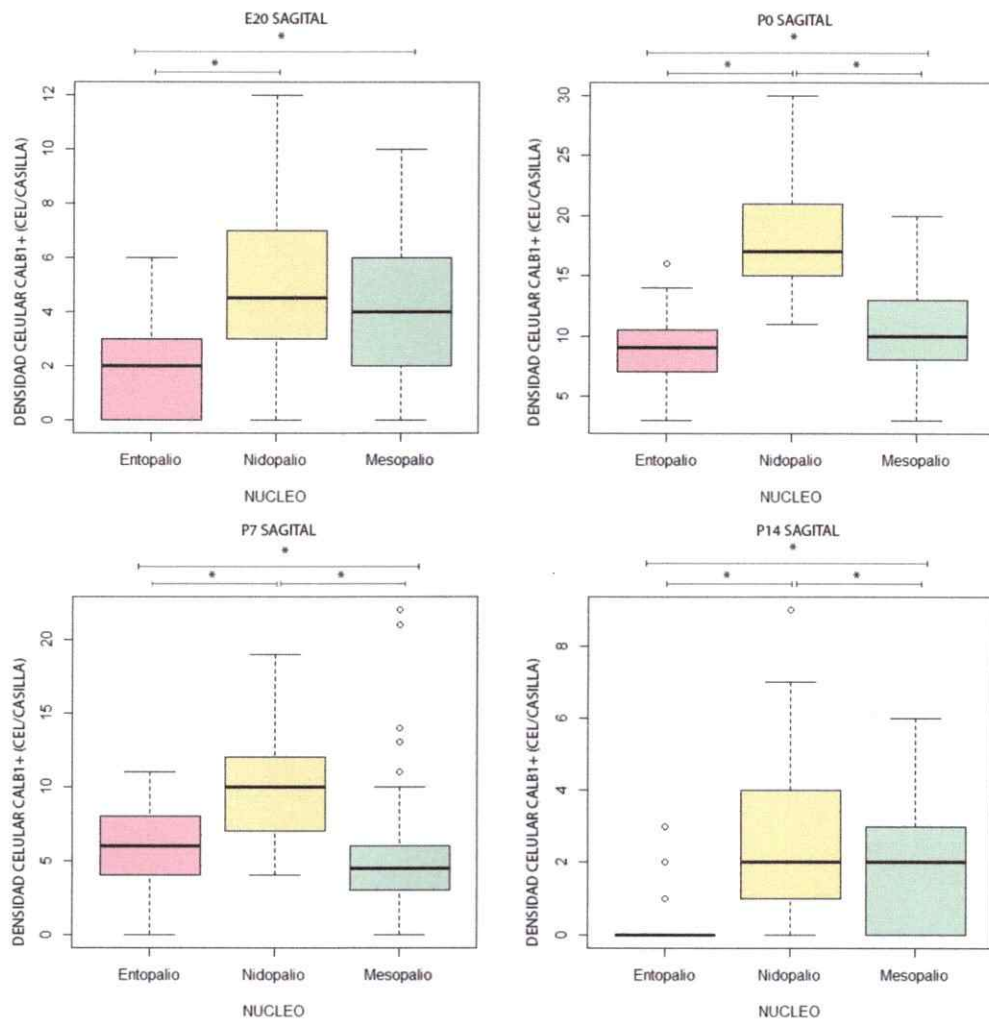 E20 SAGITAL
*
*
DENSIDAD CELULAR CALB1+ (CEL/CASILLA)
12
10
8
6
4
2
0
Entopalio Nidopalio Mesopalio
NUCLEO
P0 SAGITAL
*
* *
DENSIDAD CELULAR CALB1+ (CEL/CASILLA)
30
25
20
15
10
5
Entopalio Nidopalio Mesopalio
NUCLEO
P7 SAGITAL
*
* *
DENSIDAD CELULAR CALB1+ (CEL/CASILLA)
20
15
10
5
0
Entopalio Nidopalio Mesopalio
NUCLEO
P14 SAGITAL
*
* *
DENSIDAD CELULAR CALB1+ (CEL/CASILLA)
8
6
4
2
0
Entopalio Nidopalio Mesopalio
NUCLEO